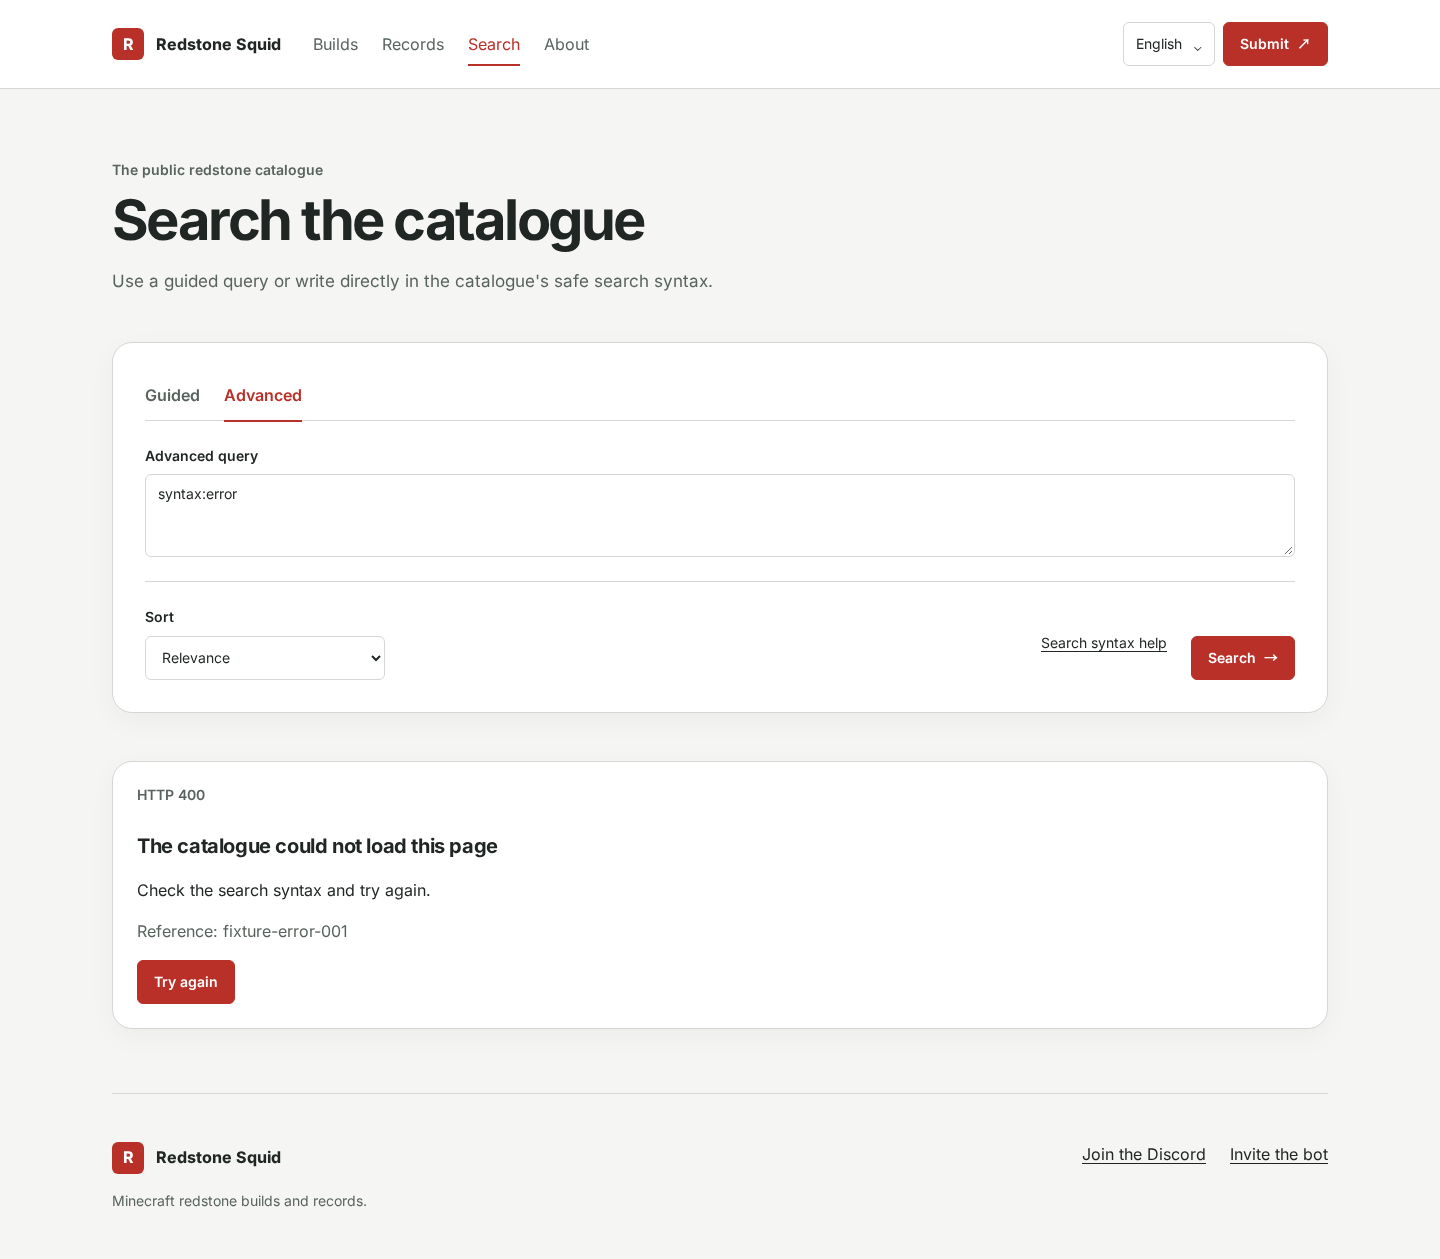 R Redstone Squid Builds Records Search About English Submit ↗
The public redstone catalogue
Search the catalogue
Use a guided query or write directly in the catalogue's safe search syntax.
Guided Advanced
Advanced query
syntax:error
Sort
Relevance Search syntax help Search →
HTTP 400
The catalogue could not load this page
Check the search syntax and try again.
Reference: fixture-error-001
Try again
R Redstone Squid Join the Discord Invite the bot
Minecraft redstone builds and records.